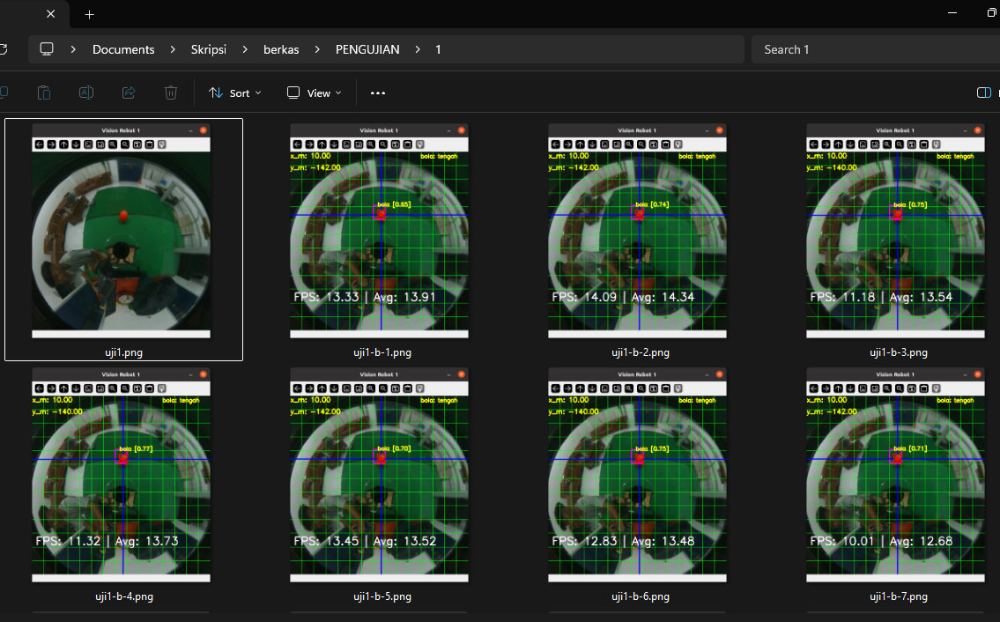 Documents > Skripsi > berkas > PENGUJIAN > 1
Search 1
Sort
View
Vision Robot 1
uji1.png
Vision Robot 1
x_m: 10.00
bola: tengah
y_m: -142.00
bola [0.65]
FPS: 13.33 | Avg: 13.91
uji1-b-1.png
Vision Robot 1
x_m: 10.00
bola: tengah
y_m: -142.00
bola [0.74]
FPS: 14.09 | Avg: 14.34
uji1-b-2.png
Vision Robot 1
x_m: 10.00
bola: tengah
y_m: -140.00
bola [0.75]
FPS: 11.18 | Avg: 13.54
uji1-b-3.png
Vision Robot 1
x_m: 10.00
bola: tengah
y_m: -140.00
bola [0.77]
FPS: 11.32 | Avg: 13.73
uji1-b-4.png
Vision Robot 1
x_m: 10.00
bola: tengah
y_m: -142.00
bola [0.70]
FPS: 13.45 | Avg: 13.52
uji1-b-5.png
Vision Robot 1
x_m: 10.00
bola: tengah
y_m: -140.00
bola [0.75]
FPS: 12.83 | Avg: 13.48
uji1-b-6.png
Vision Robot 1
x_m: 10.00
bola: tengah
y_m: -142.00
bola [0.71]
FPS: 10.01 | Avg: 12.68
uji1-b-7.png